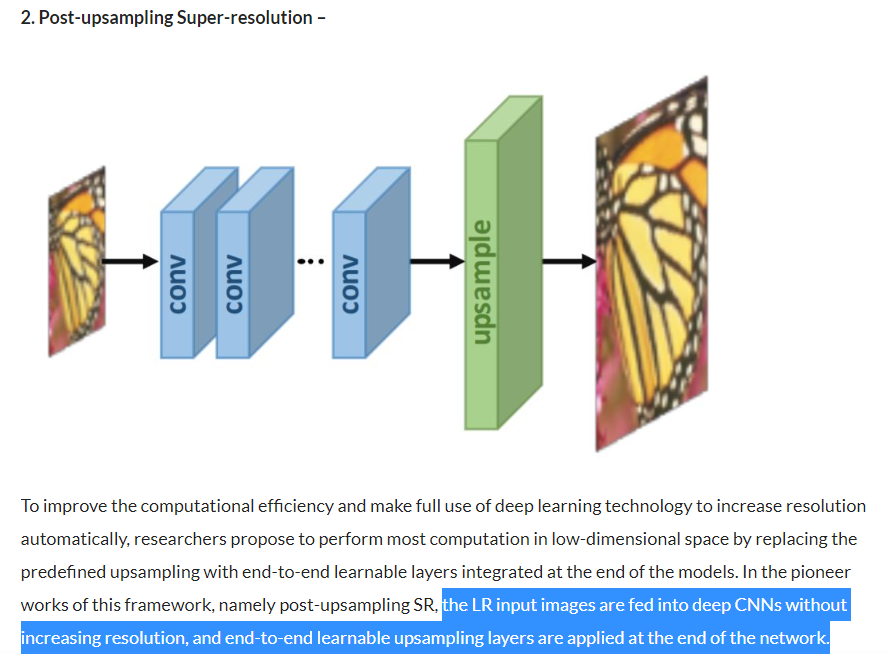 2. Post-upsampling Super-resolution –
conv
conv
...
conv
upsample
To improve the computational efficiency and make full use of deep learning technology to increase resolution
automatically, researchers propose to perform most computation in low-dimensional space by replacing the
predefined upsampling with end-to-end learnable layers integrated at the end of the models. In the pioneer
works of this framework, namely post-upsampling SR, the LR input images are fed into deep CNNs without
increasing resolution, and end-to-end learnable upsampling layers are applied at the end of the network.